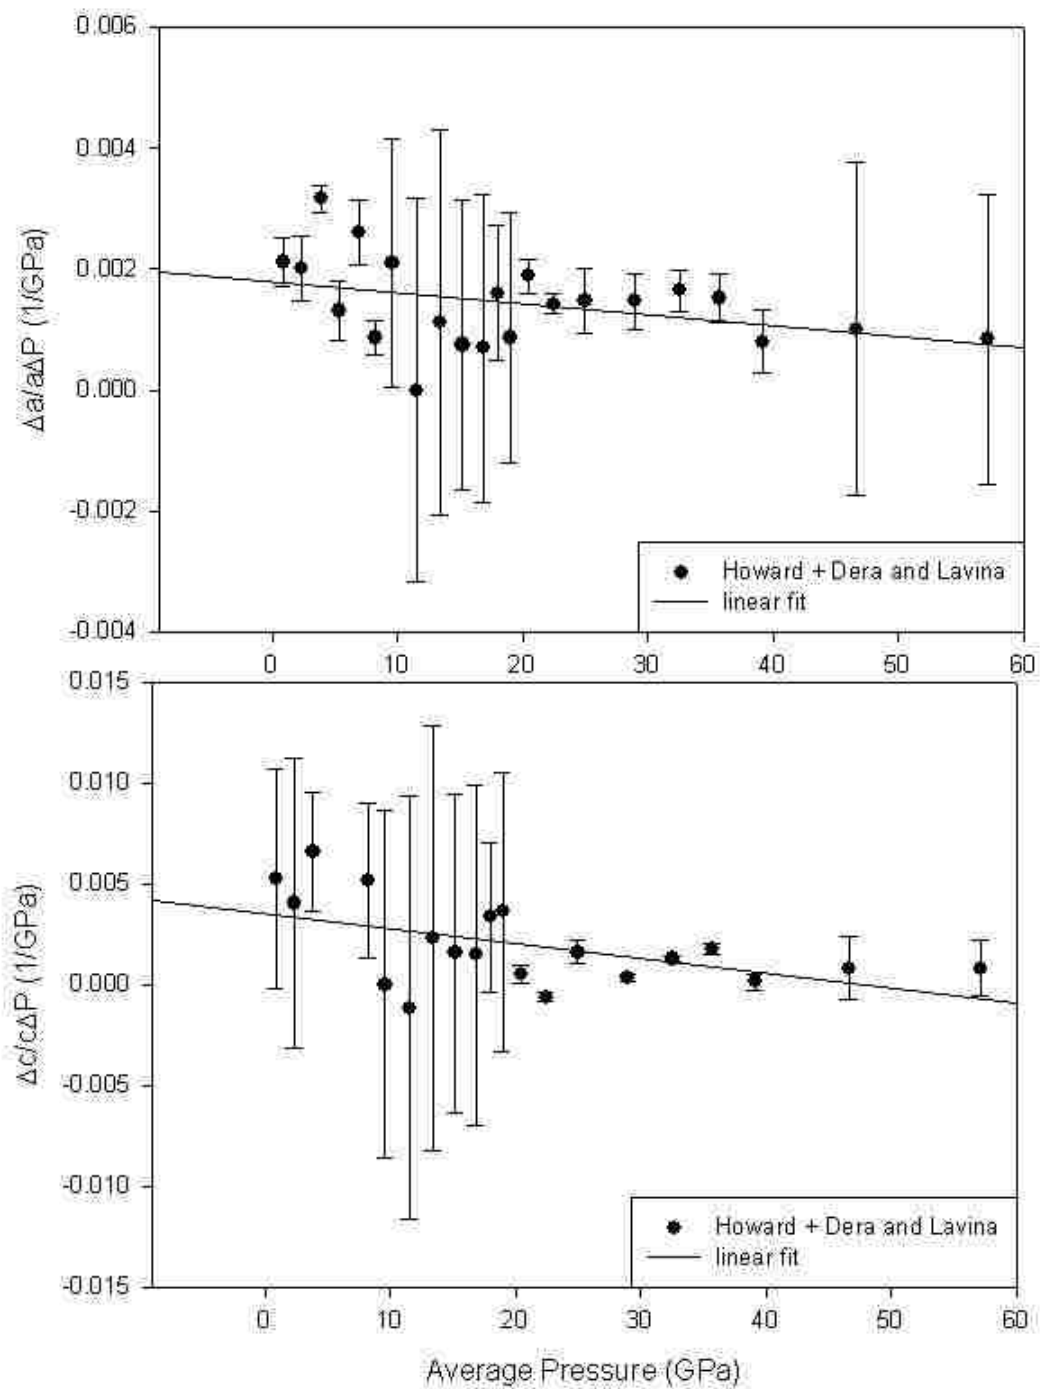 0.006
0.004
0.002
0.000
-0.002
-0.004
Δa/aΔP (1/GPa)
Howard + Dera and Lavina
linear fit
0 10 20 30 40 50 60
0.015
0.010
0.005
0.000
-0.005
-0.010
-0.015
Δc/cΔP (1/GPa)
Howard + Dera and Lavina
linear fit
0 10 20 30 40 50 60
Average Pressure (GPa)